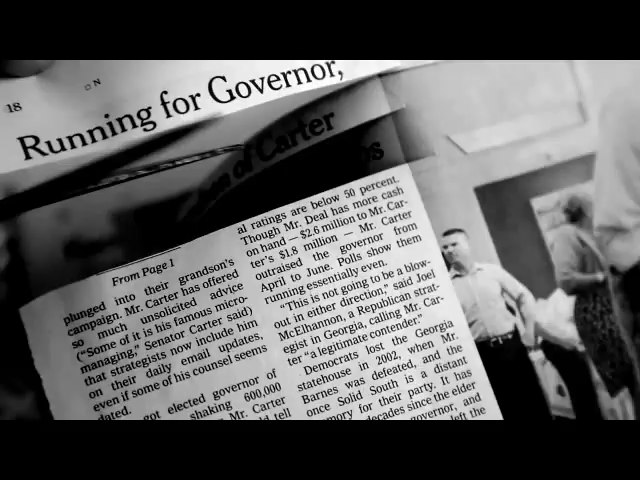 18
N
Running for Governor,
of Carter
From Page 1
plunged into their grandson's
campaign. Mr. Carter has offered
so much unsolicited advice
("Some of it is his famous micro-
managing," Senator Carter said)
that strategists now include him
on their daily email updates,
even if some of his counsel seems
dated.
got elected governor of
shaking 600,000
Mr. Carter
tell
al ratings are below 50 percent.
Though Mr. Deal has more cash
on hand — $2.6 million to Mr. Car-
ter's $1.8 million — Mr. Carter
outraised the governor from
April to June. Polls show them
running essentially even.
"This is not going to be a blow-
out in either direction," said Joel
McElhannon, a Republican strat-
egist in Georgia, calling Mr. Car-
ter "a legitimate contender."
Democrats lost the Georgia
statehouse in 2002, when Mr.
Barnes was defeated, and the
once Solid South is a distant
for their party. It has
decades since the elder
governor, and
left the